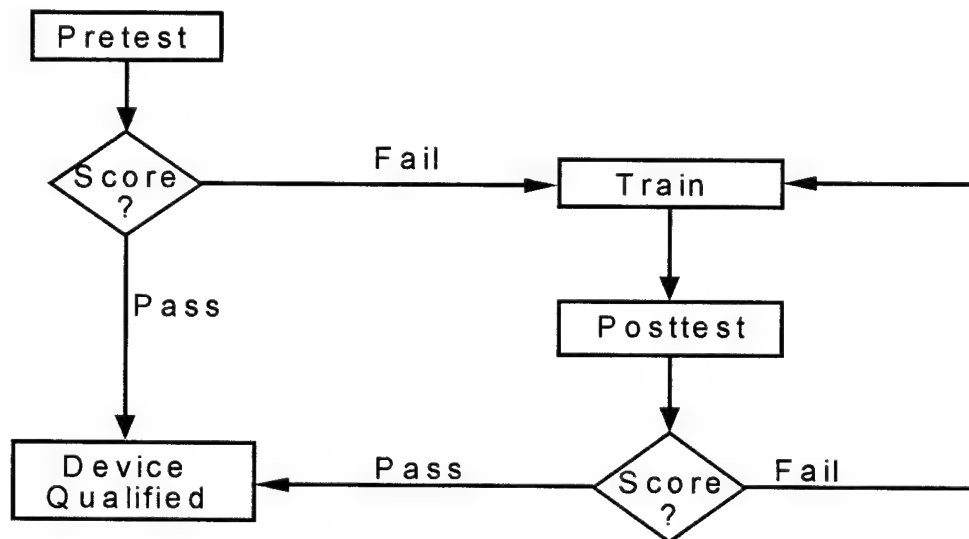 Pretest
Score
?
Fail
Train
Pass
Posttest
Device
Qualified
Pass
Score
?
Fail